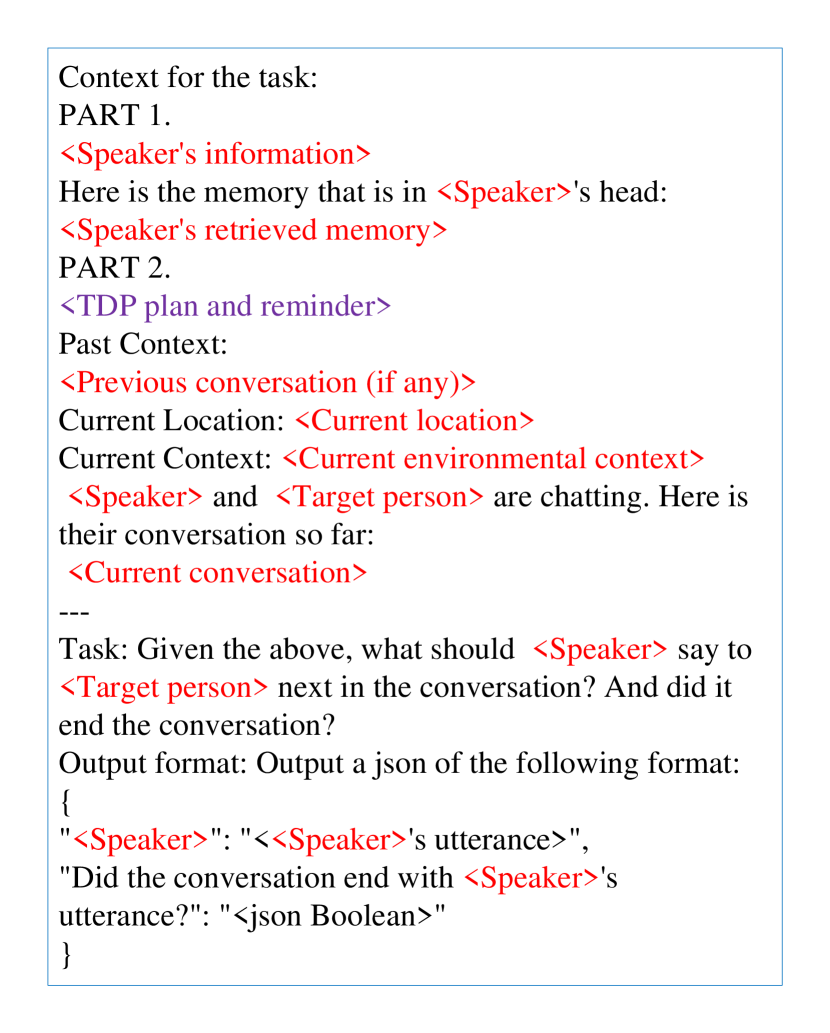 Context for the task:
PART 1.
<Speaker's information>
Here is the memory that is in <Speaker>'s head:
<Speaker's retrieved memory>
PART 2.
<TDP plan and reminder>
Past Context:
<Previous conversation (if any)>
Current Location: <Current location>
Current Context: <Current environmental context>
<Speaker> and <Target person> are chatting. Here is
their conversation so far:
<Current conversation>
---
Task: Given the above, what should <Speaker> say to
<Target person> next in the conversation? And did it
end the conversation?
Output format: Output a json of the following format:
{
"<Speaker>": "<<Speaker>'s utterance>",
"Did the conversation end with <Speaker>'s
utterance?": "<json Boolean>"
}